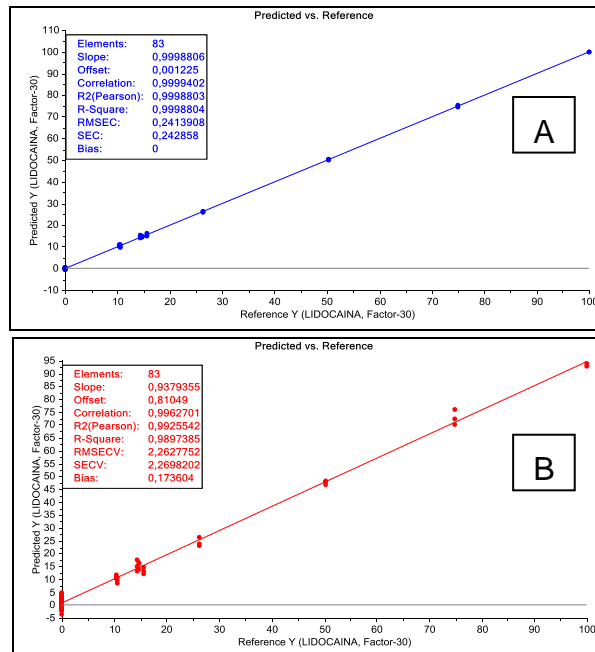 Predicted vs. Reference
Elements: 83
Slope: 0,9998806
Offset: 0,001225
Correlation: 0,9999402
R2(Pearson): 0,9998803
R-Square: 0,9998804
RMSEC: 0,2413908
SEC: 0,242858
Bias: 0
A
Predicted Y (LIDOCAINA, Factor-30)
110
100
90
80
70
60
50
40
30
20
10
0
-10
0 10 20 30 40 50 60 70 80 90 100
Reference Y (LIDOCAINA, Factor-30)
Predicted vs. Reference
Elements: 83
Slope: 0,9379355
Offset: 0,81049
Correlation: 0,9962701
R2(Pearson): 0,9925542
R-Square: 0,9897385
RMSECV: 2,2627752
SECV: 2,2698202
Bias: 0,173604
B
Predicted Y (LIDOCAINA, Factor-30)
95
90
85
80
75
70
65
60
55
50
45
40
35
30
25
20
15
10
5
0
-5
0 10 20 30 40 50 60 70 80 90 100
Reference Y (LIDOCAINA, Factor-30)